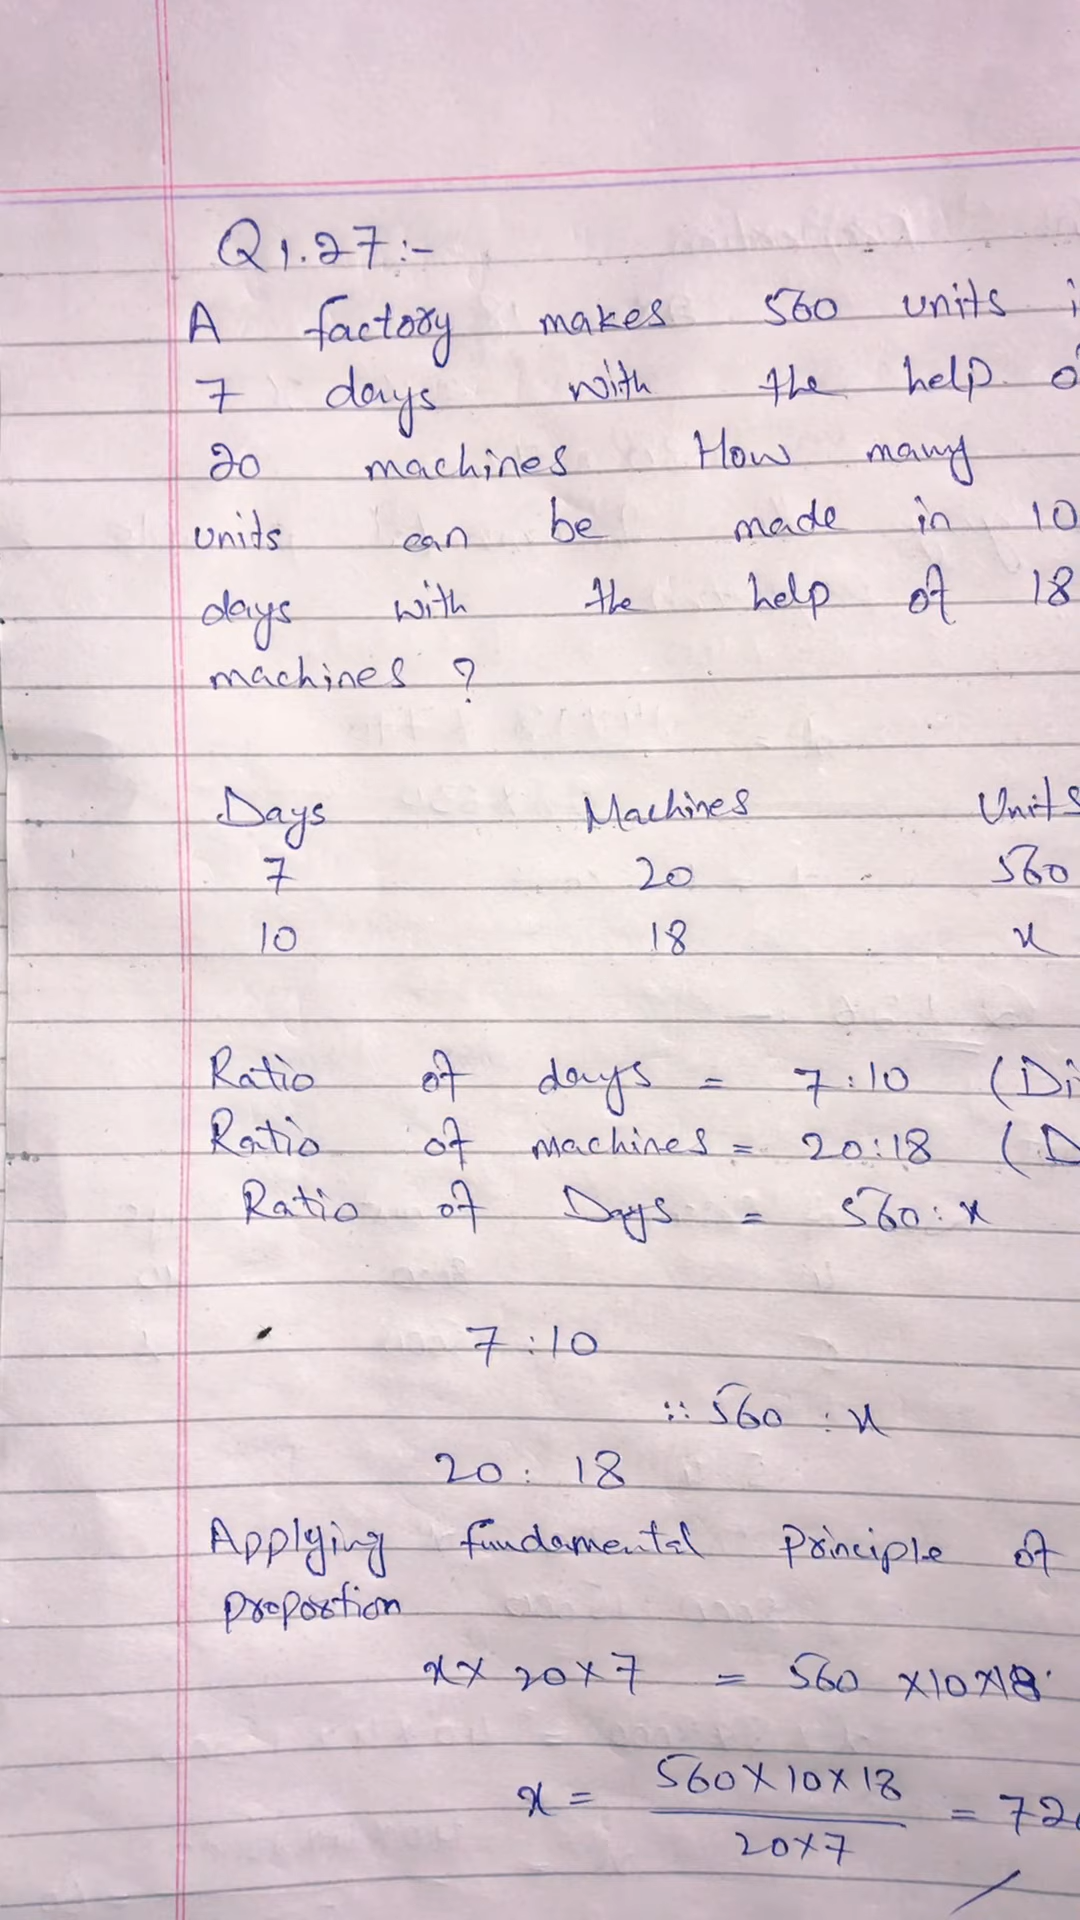 Q1.27:-
A factory makes 560 units
7 days with the help
20 machines How many
units can be made in 10
days with the help of 18
machines ?
Days Machines Units
7 20 560
10 18 x
Ratio of days = 7:10 (Di
Ratio of machines = 20:18 (D
Ratio of Days = 560:x
7:10
:: 560 : x
20: 18
Applying fundamental principle of
proportion
x× 20×7 = 560 ×10×18
x = 560×10×18 = 72
20×7